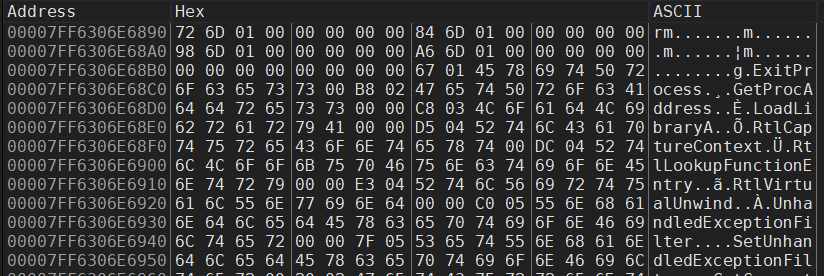 Address Hex ASCII
00007FF6306E6890 72 6D 01 00 00 00 00 00 84 6D 01 00 00 00 00 00 rm.......m......
00007FF6306E68A0 98 6D 01 00 00 00 00 00 A6 6D 01 00 00 00 00 00 .m......¦m......
00007FF6306E68B0 00 00 00 00 00 00 00 00 67 01 45 78 69 74 50 72 ........g.ExitPr
00007FF6306E68C0 6F 63 65 73 73 00 B8 02 47 65 74 50 72 6F 63 41 ocess.¸.GetProcA
00007FF6306E68D0 64 64 72 65 73 73 00 00 C8 03 4C 6F 61 64 4C 69 ddress..È.LoadLi
00007FF6306E68E0 62 72 61 72 79 41 00 00 D5 04 52 74 6C 43 61 70 braryA..Õ.RtlCap
00007FF6306E68F0 74 75 72 65 43 6F 6E 74 65 78 74 00 DC 04 52 74 tureContext.Ü.Rt
00007FF6306E6900 6C 4C 6F 6F 6B 75 70 46 75 6E 63 74 69 6F 6E 45 lLookupFunctionE
00007FF6306E6910 6E 74 72 79 00 00 E3 04 52 74 6C 56 69 72 74 75 ntry..ã.RtlVirtu
00007FF6306E6920 61 6C 55 6E 77 69 6E 64 00 00 C0 05 55 6E 68 61 alUnwind..À.Unha
00007FF6306E6930 6E 64 6C 65 64 45 78 63 65 70 74 69 6F 6E 46 69 ndledExceptionFi
00007FF6306E6940 6C 74 65 72 00 00 7F 05 53 65 74 55 6E 68 61 6E lter....SetUnhan
00007FF6306E6950 64 6C 65 64 45 78 63 65 70 74 69 6F 6E 46 69 6C dledExceptionFil